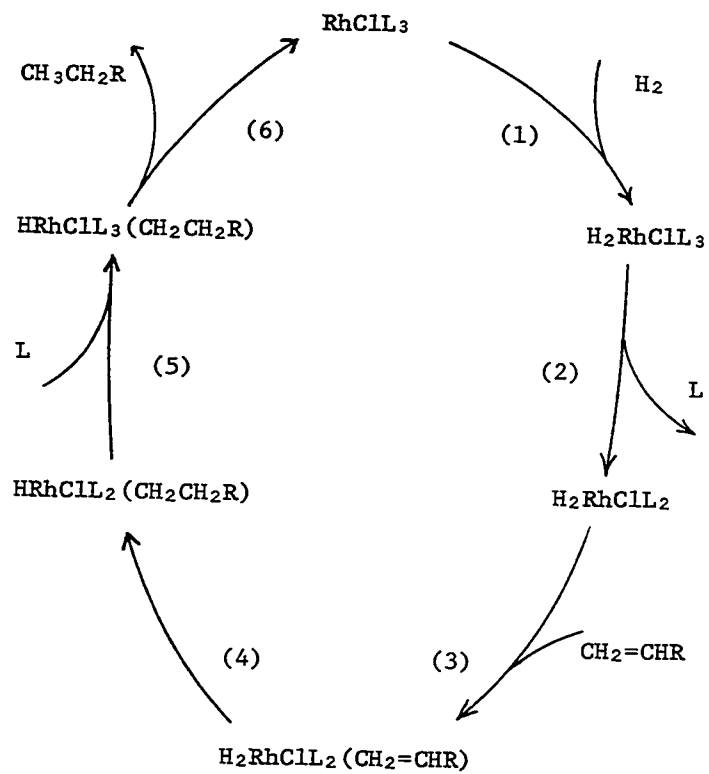 RhClL₃
CH₃CH₂R
H₂
(6)
(1)
HRhClL₃(CH₂CH₂R)
H₂RhClL₃
L
(5)
(2)
L
HRhClL₂(CH₂CH₂R)
H₂RhClL₂
(4)
(3)
CH₂=CHR
H₂RhClL₂(CH₂=CHR)